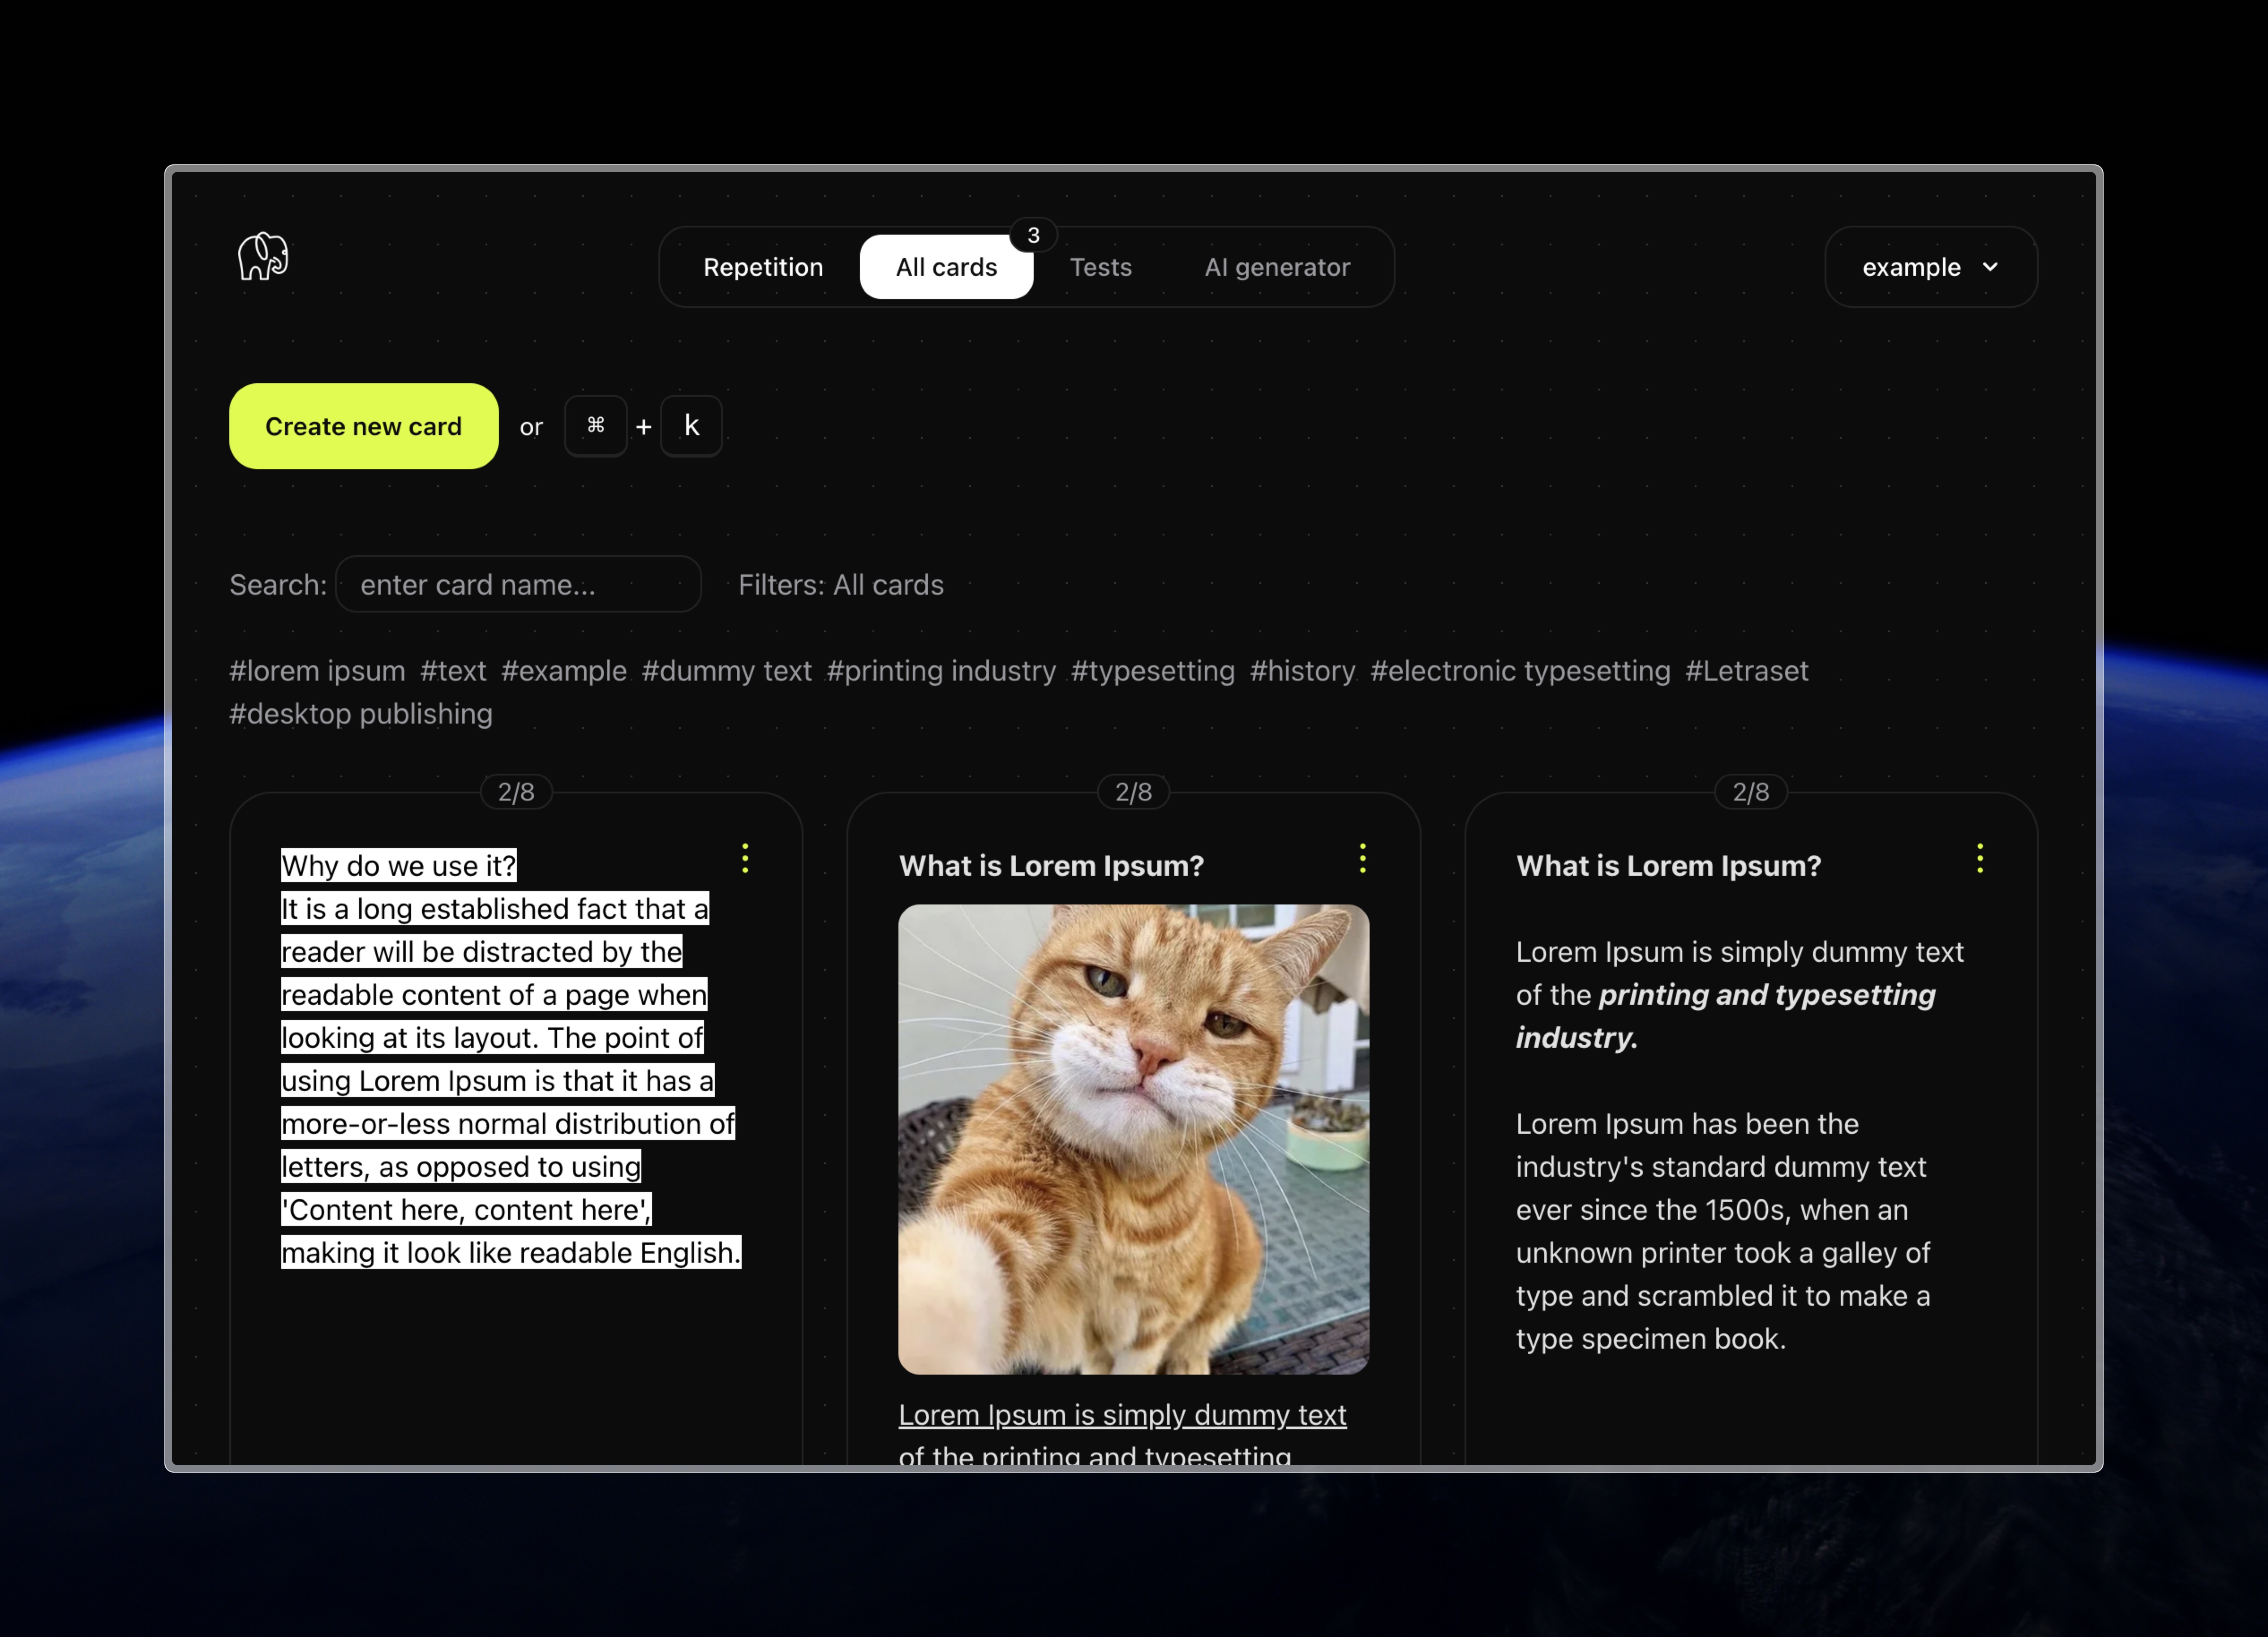 3
Repetition All cards Tests AI generator
example
Create new card or ⌘ + k
Search: enter card name... Filters: All cards
#lorem ipsum #text #example #dummy text #printing industry #typesetting #history #electronic typesetting #Letraset
#desktop publishing
2/8
Why do we use it?
It is a long established fact that a
reader will be distracted by the
readable content of a page when
looking at its layout. The point of
using Lorem Ipsum is that it has a
more-or-less normal distribution of
letters, as opposed to using
'Content here, content here',
making it look like readable English.
2/8
What is Lorem Ipsum?
Lorem Ipsum is simply dummy text
of the printing and typesetting
2/8
What is Lorem Ipsum?
Lorem Ipsum is simply dummy text
of the printing and typesetting
industry.
Lorem Ipsum has been the
industry's standard dummy text
ever since the 1500s, when an
unknown printer took a galley of
type and scrambled it to make a
type specimen book.